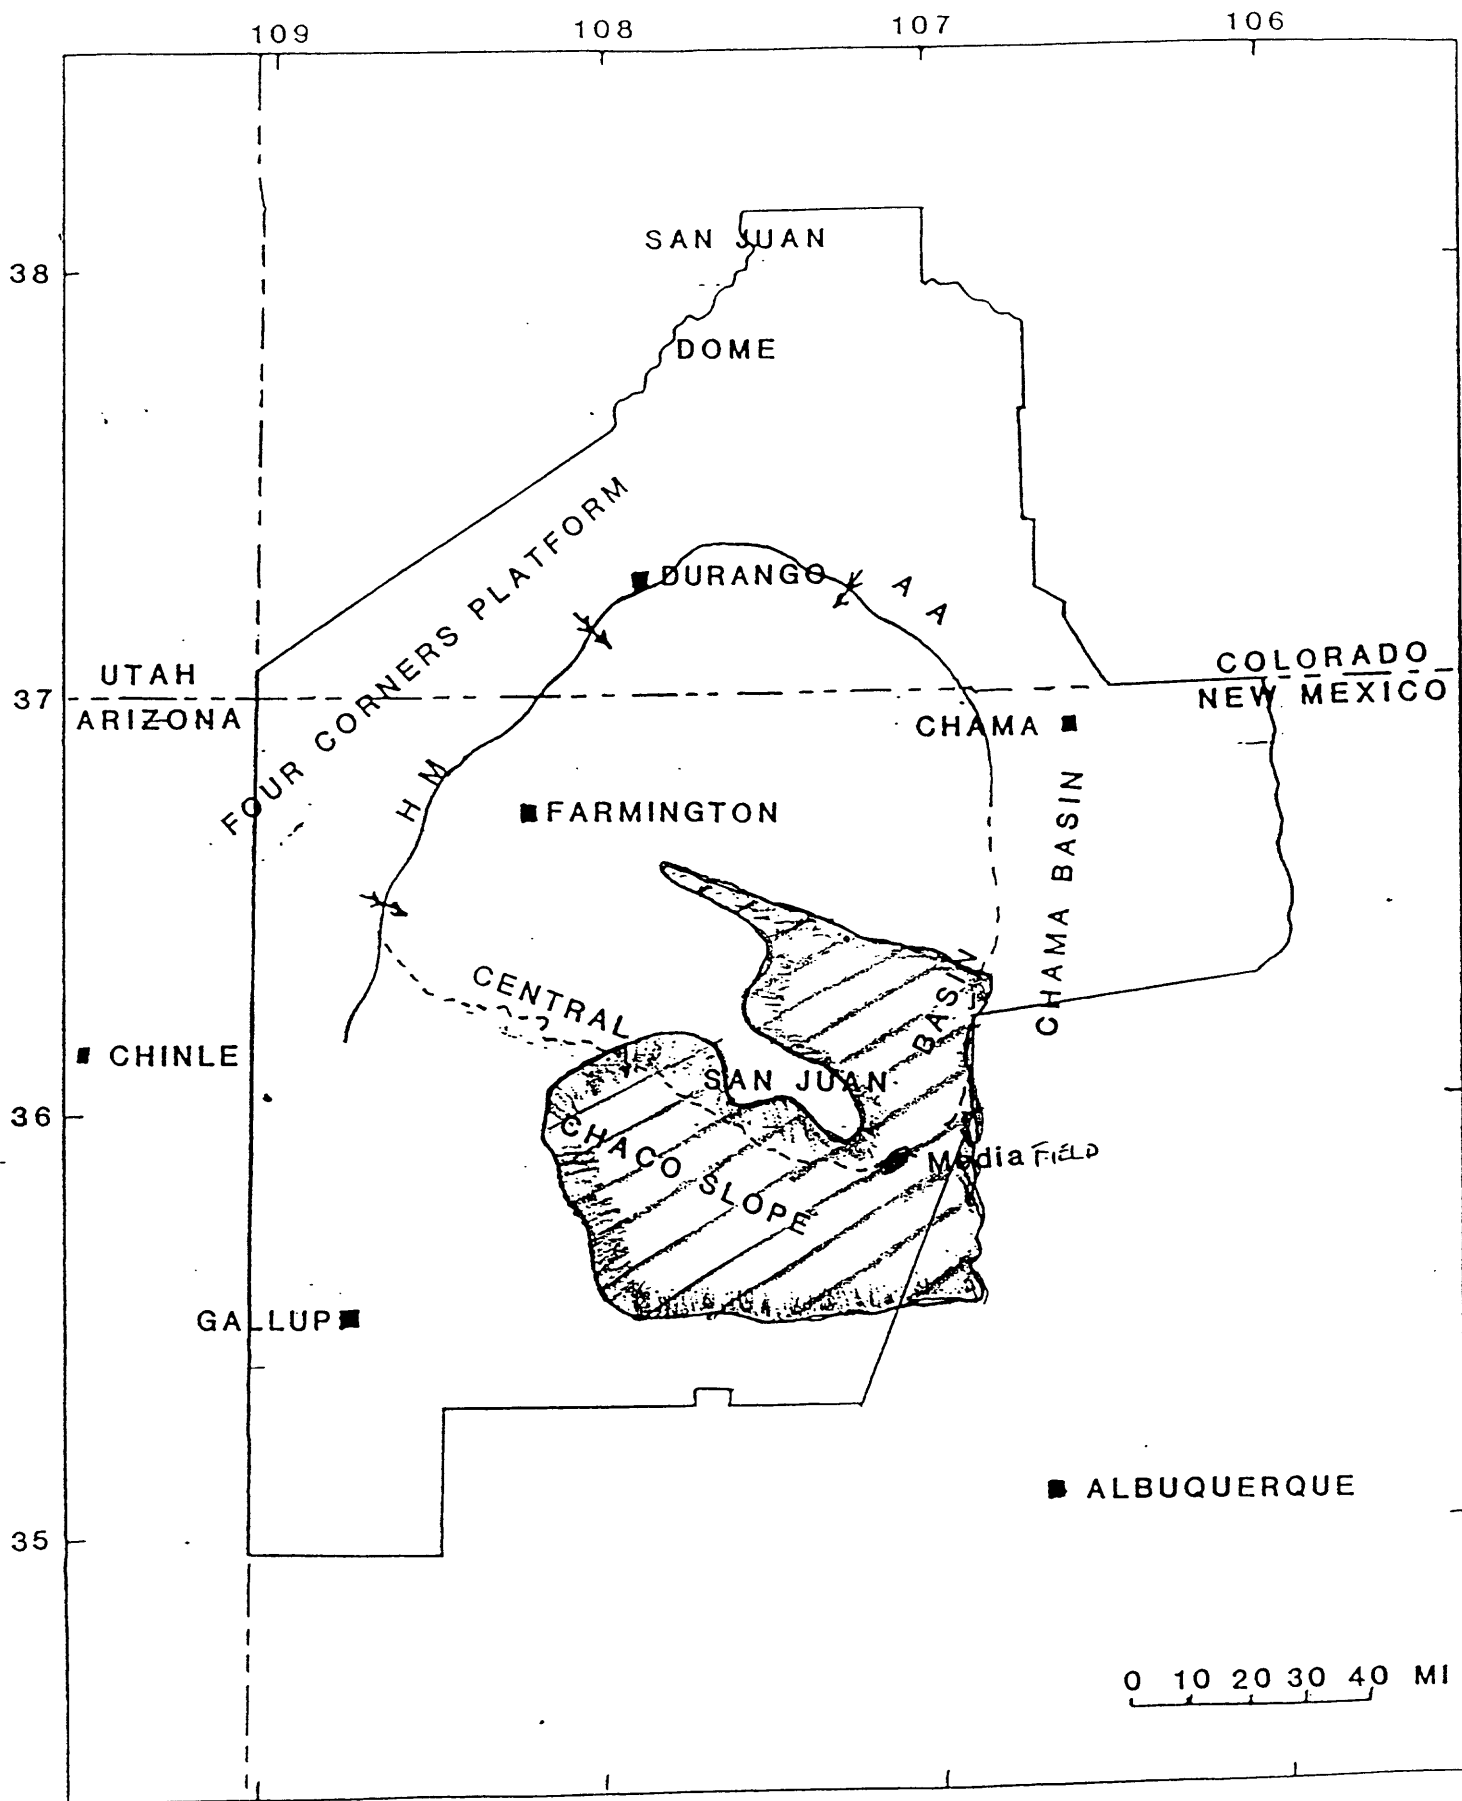 109 108 107 106
SAN JUAN
38
DOME
FOUR CORNERS PLATFORM
DURANGO
A A
UTAH
COLORADO
37
ARIZONA
NEW MEXICO
CHAMA
H M
FARMINGTON
CHAMA BASIN
CENTRAL
BASIN
CHINLE
SAN JUAN
36
CHACO SLOPE
Media FIELD
GALLUP
ALBUQUERQUE
35
0 10 20 30 40 MI